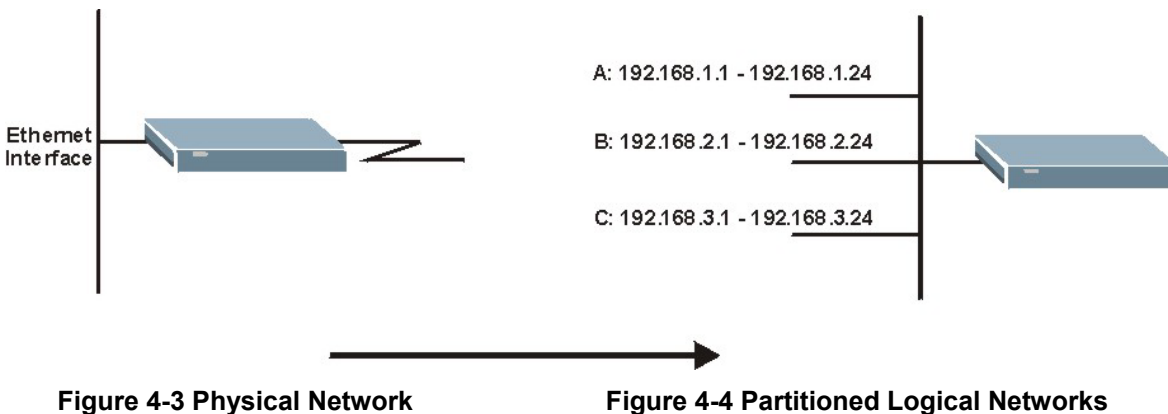 Ethernet
Interface
A: 192.168.1.1 - 192.168.1.24
B: 192.168.2.1 - 192.168.2.24
C: 192.168.3.1 - 192.168.3.24
Figure 4-3 Physical Network
Figure 4-4 Partitioned Logical Networks